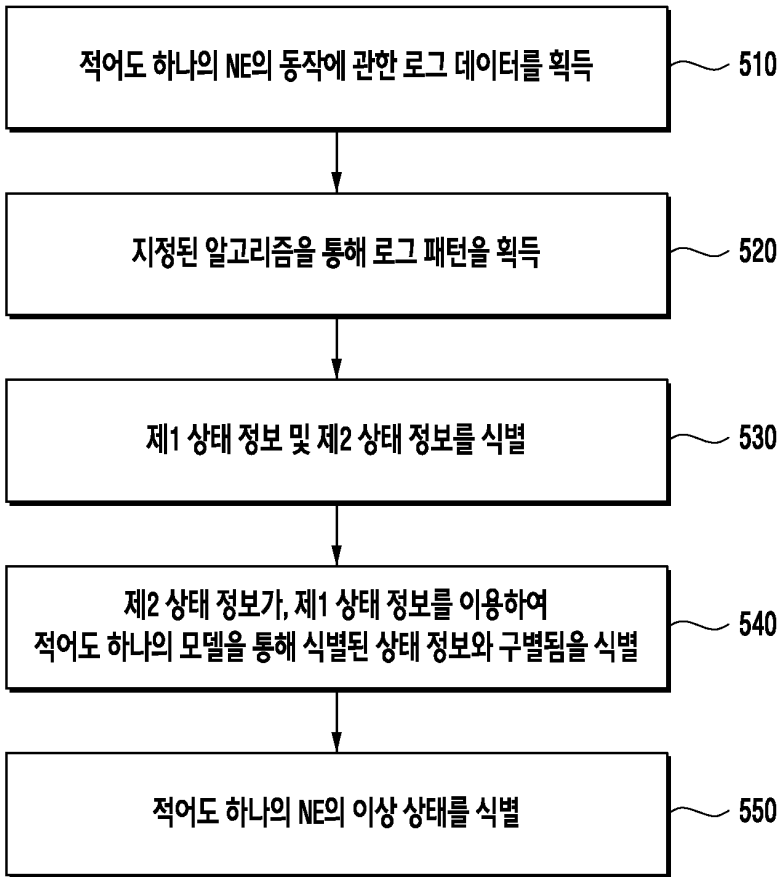 적어도 하나의 NE의 동작에 관한 로그 데이터를 획득
510
지정된 알고리즘을 통해 로그 패턴을 획득
520
제1 상태 정보 및 제2 상태 정보를 식별
530
제2 상태 정보가, 제1 상태 정보를 이용하여
적어도 하나의 모델을 통해 식별된 상태 정보와 구별됨을 식별
540
적어도 하나의 NE의 이상 상태를 식별
550